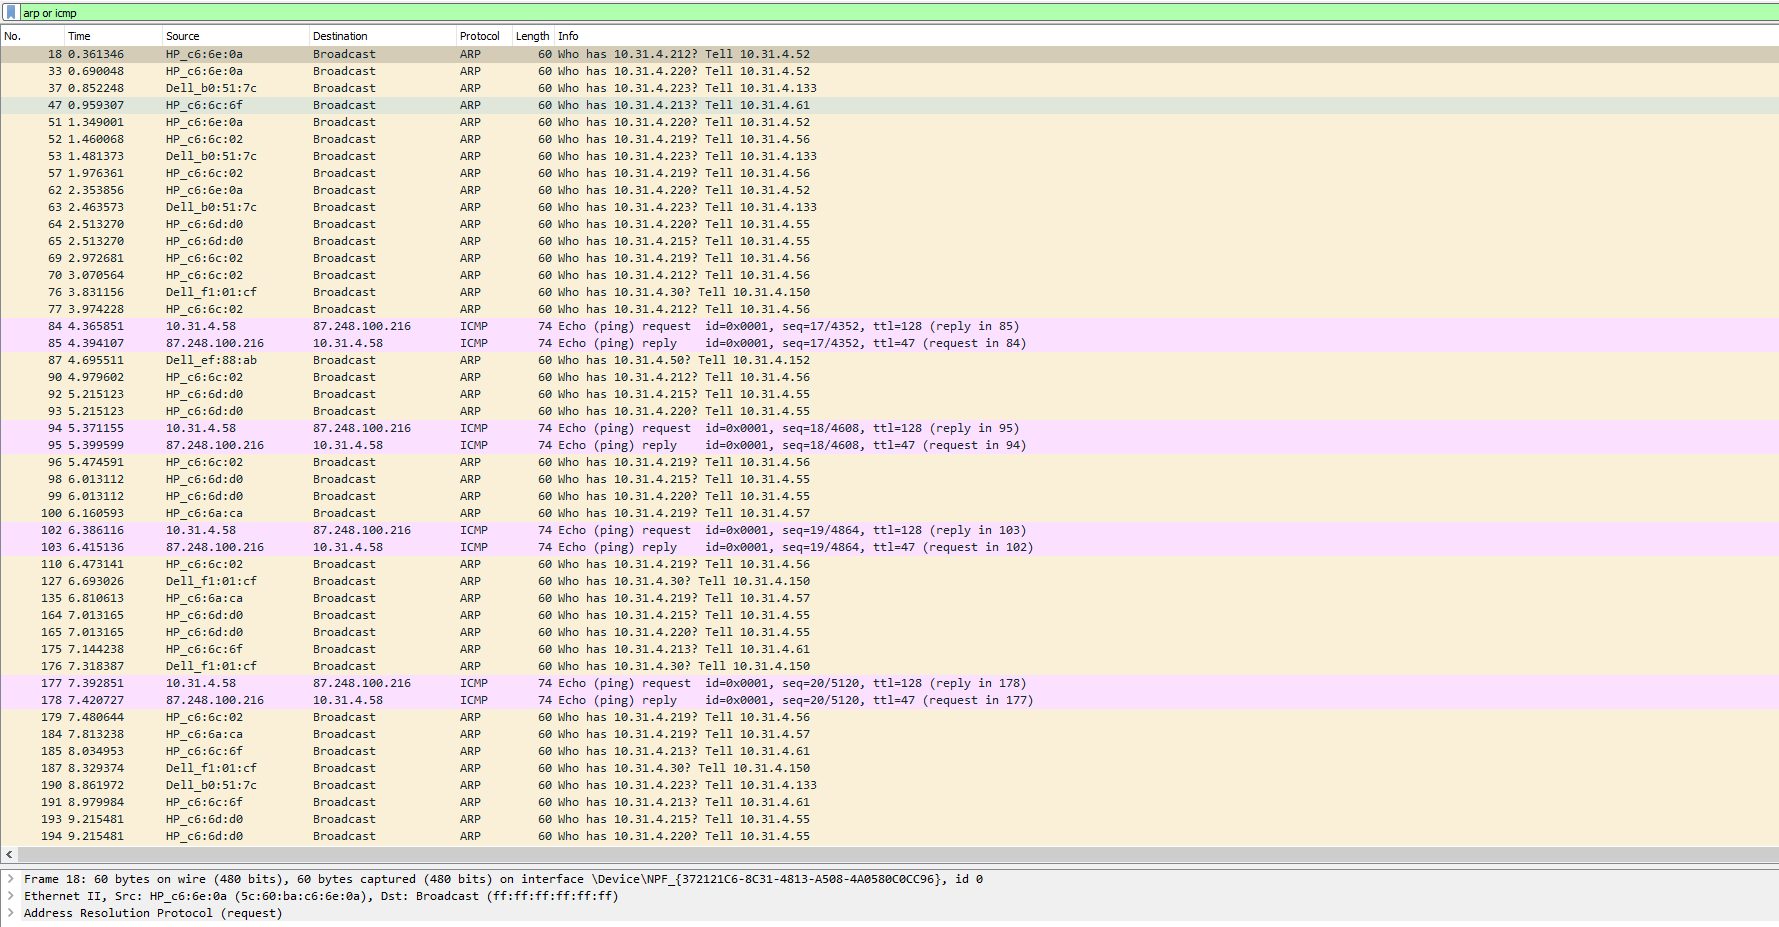 arp or icmp
No. Time Source Destination Protocol Length Info
18 0.361346 HP_c6:6e:0a Broadcast ARP 60 Who has 10.31.4.212? Tell 10.31.4.52
33 0.690048 HP_c6:6e:0a Broadcast ARP 60 Who has 10.31.4.220? Tell 10.31.4.52
37 0.852248 Dell_b0:51:7c Broadcast ARP 60 Who has 10.31.4.223? Tell 10.31.4.133
47 0.959307 HP_c6:6c:6f Broadcast ARP 60 Who has 10.31.4.213? Tell 10.31.4.61
51 1.349001 HP_c6:6e:0a Broadcast ARP 60 Who has 10.31.4.220? Tell 10.31.4.52
52 1.460068 HP_c6:6c:02 Broadcast ARP 60 Who has 10.31.4.219? Tell 10.31.4.56
53 1.481373 Dell_b0:51:7c Broadcast ARP 60 Who has 10.31.4.223? Tell 10.31.4.133
57 1.976361 HP_c6:6c:02 Broadcast ARP 60 Who has 10.31.4.219? Tell 10.31.4.56
62 2.353856 HP_c6:6e:0a Broadcast ARP 60 Who has 10.31.4.220? Tell 10.31.4.52
63 2.463573 Dell_b0:51:7c Broadcast ARP 60 Who has 10.31.4.223? Tell 10.31.4.133
64 2.513270 HP_c6:6d:d0 Broadcast ARP 60 Who has 10.31.4.220? Tell 10.31.4.55
65 2.513270 HP_c6:6d:d0 Broadcast ARP 60 Who has 10.31.4.215? Tell 10.31.4.55
69 2.972681 HP_c6:6c:02 Broadcast ARP 60 Who has 10.31.4.219? Tell 10.31.4.56
70 3.070564 HP_c6:6c:02 Broadcast ARP 60 Who has 10.31.4.212? Tell 10.31.4.56
76 3.831156 Dell_f1:01:cf Broadcast ARP 60 Who has 10.31.4.30? Tell 10.31.4.150
77 3.974228 HP_c6:6c:02 Broadcast ARP 60 Who has 10.31.4.212? Tell 10.31.4.56
84 4.365851 10.31.4.58 87.248.100.216 ICMP 74 Echo (ping) request id=0x0001, seq=17/4352, ttl=128 (reply in 85)
85 4.394107 87.248.100.216 10.31.4.58 ICMP 74 Echo (ping) reply id=0x0001, seq=17/4352, ttl=47 (request in 84)
87 4.695511 Dell_ef:88:ab Broadcast ARP 60 Who has 10.31.4.50? Tell 10.31.4.152
90 4.979602 HP_c6:6c:02 Broadcast ARP 60 Who has 10.31.4.212? Tell 10.31.4.56
92 5.215123 HP_c6:6d:d0 Broadcast ARP 60 Who has 10.31.4.215? Tell 10.31.4.55
93 5.215123 HP_c6:6d:d0 Broadcast ARP 60 Who has 10.31.4.220? Tell 10.31.4.55
94 5.371155 10.31.4.58 87.248.100.216 ICMP 74 Echo (ping) request id=0x0001, seq=18/4608, ttl=128 (reply in 95)
95 5.399599 87.248.100.216 10.31.4.58 ICMP 74 Echo (ping) reply id=0x0001, seq=18/4608, ttl=47 (request in 94)
96 5.474591 HP_c6:6c:02 Broadcast ARP 60 Who has 10.31.4.219? Tell 10.31.4.56
98 6.013112 HP_c6:6d:d0 Broadcast ARP 60 Who has 10.31.4.215? Tell 10.31.4.55
99 6.013112 HP_c6:6d:d0 Broadcast ARP 60 Who has 10.31.4.220? Tell 10.31.4.55
100 6.160593 HP_c6:6a:ca Broadcast ARP 60 Who has 10.31.4.219? Tell 10.31.4.57
102 6.386116 10.31.4.58 87.248.100.216 ICMP 74 Echo (ping) request id=0x0001, seq=19/4864, ttl=128 (reply in 103)
103 6.415136 87.248.100.216 10.31.4.58 ICMP 74 Echo (ping) reply id=0x0001, seq=19/4864, ttl=47 (request in 102)
110 6.473141 HP_c6:6c:02 Broadcast ARP 60 Who has 10.31.4.219? Tell 10.31.4.56
127 6.693026 Dell_f1:01:cf Broadcast ARP 60 Who has 10.31.4.30? Tell 10.31.4.150
135 6.810613 HP_c6:6a:ca Broadcast ARP 60 Who has 10.31.4.219? Tell 10.31.4.57
164 7.013165 HP_c6:6d:d0 Broadcast ARP 60 Who has 10.31.4.215? Tell 10.31.4.55
165 7.013165 HP_c6:6d:d0 Broadcast ARP 60 Who has 10.31.4.220? Tell 10.31.4.55
175 7.144238 HP_c6:6c:6f Broadcast ARP 60 Who has 10.31.4.213? Tell 10.31.4.61
176 7.318387 Dell_f1:01:cf Broadcast ARP 60 Who has 10.31.4.30? Tell 10.31.4.150
177 7.392851 10.31.4.58 87.248.100.216 ICMP 74 Echo (ping) request id=0x0001, seq=20/5120, ttl=128 (reply in 178)
178 7.420727 87.248.100.216 10.31.4.58 ICMP 74 Echo (ping) reply id=0x0001, seq=20/5120, ttl=47 (request in 177)
179 7.480644 HP_c6:6c:02 Broadcast ARP 60 Who has 10.31.4.219? Tell 10.31.4.56
184 7.813238 HP_c6:6a:ca Broadcast ARP 60 Who has 10.31.4.219? Tell 10.31.4.57
185 8.034953 HP_c6:6c:6f Broadcast ARP 60 Who has 10.31.4.213? Tell 10.31.4.61
187 8.329374 Dell_f1:01:cf Broadcast ARP 60 Who has 10.31.4.30? Tell 10.31.4.150
190 8.861972 Dell_b0:51:7c Broadcast ARP 60 Who has 10.31.4.223? Tell 10.31.4.133
191 8.979984 HP_c6:6c:6f Broadcast ARP 60 Who has 10.31.4.213? Tell 10.31.4.61
193 9.215481 HP_c6:6d:d0 Broadcast ARP 60 Who has 10.31.4.215? Tell 10.31.4.55
194 9.215481 HP_c6:6d:d0 Broadcast ARP 60 Who has 10.31.4.220? Tell 10.31.4.55
Frame 18: 60 bytes on wire (480 bits), 60 bytes captured (480 bits) on interface \Device\NPF_{372121C6-8C31-4813-A508-4A0580C0CC96}, id 0
Ethernet II, Src: HP_c6:6e:0a (5c:60:ba:c6:6e:0a), Dst: Broadcast (ff:ff:ff:ff:ff:ff)
Address Resolution Protocol (request)